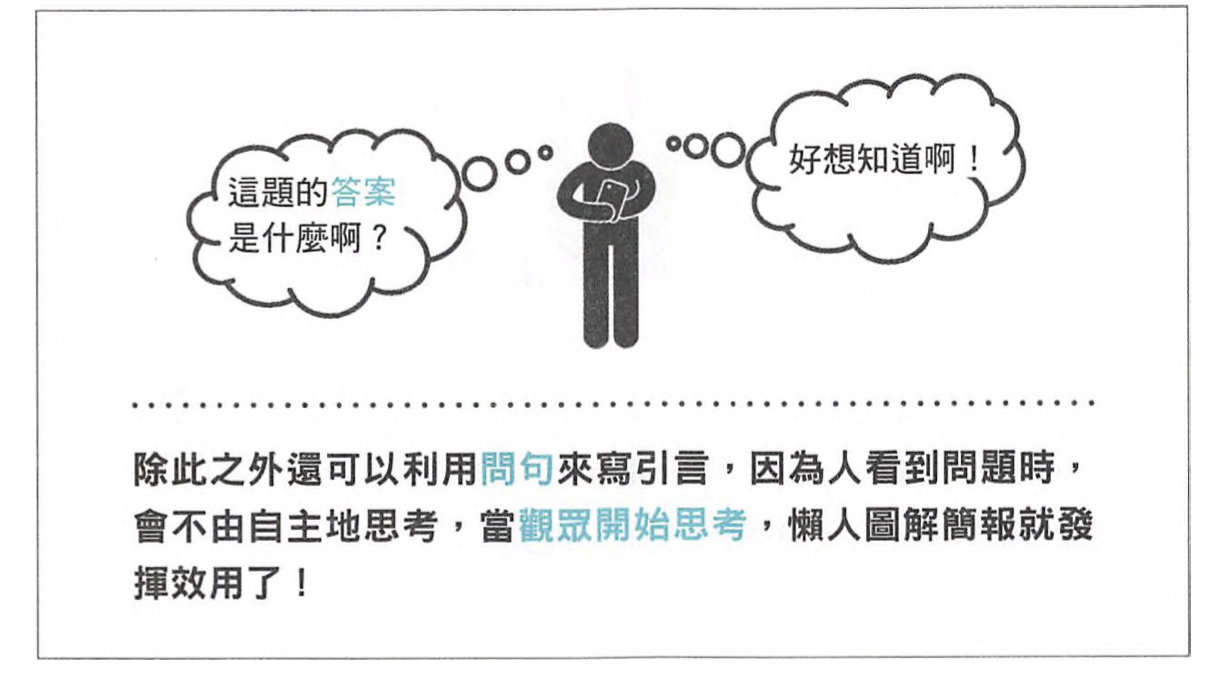 這題的答案
是什麼啊？
好想知道啊！
除此之外還可以利用問句來寫引言，因為人看到問題時，
會不由自主地思考，當觀眾開始思考，懶人圖解簡報就發
揮效用了！